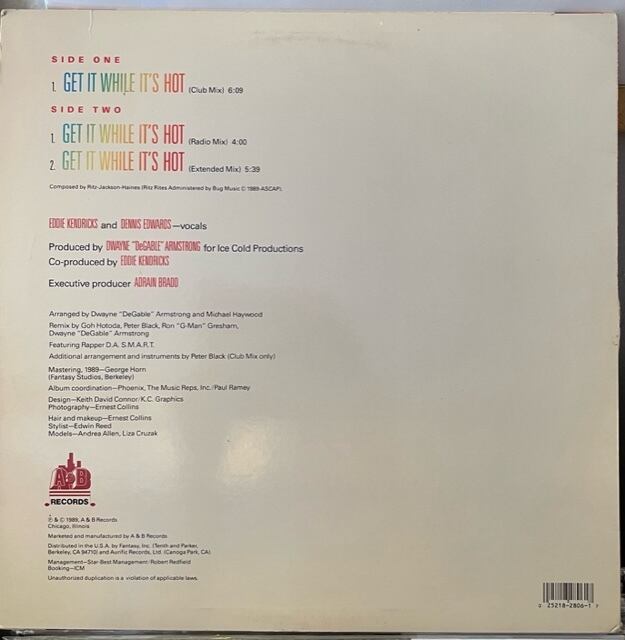 SIDE ONE
1. GET IT WHILE IT'S HOT (Club Mix) 6:09
SIDE TWO
1. GET IT WHILE IT'S HOT (Radio Mix) 4:00
2. GET IT WHILE IT'S HOT (Extended Mix) 5:39
Composed by Ritz-Jackson-Haines (Ritz Rites Administered by Bug Music © 1989-ASCAP).
EDDIE KENDRICKS and DENNIS EDWARDS—vocals
Produced by DWAYNE "DeGABLE" ARMSTRONG for Ice Cold Productions
Co-produced by EDDIE KENDRICKS
Executive producer ADRAIN BRADD
Arranged by Dwayne "DeGABLE" Armstrong and Michael Haywood
Remix by Goh Hotoda, Peter Black, Ron "G-Man" Gresham,
Dwayne "DeGable" Armstrong
Featuring Rapper D.A. S.M.A.R.T.
Additional arrangement and instruments by Peter Black (Club Mix only)
Mastering, 1989—George Horn
(Fantasy Studios, Berkeley)
Album coordination—Phoenix, The Music Reps, Inc./Paul Ramey
Design—Keith David Connor/K.C. Graphics
Photography—Ernest Collins
Hair and makeup—Ernest Collins
Stylist—Edwin Reed
Models—Andrea Allen, Liza Cruzak
A B
RECORDS
℗ & © 1989, A & B Records
Chicago, Illinois
Marketed and manufactured by A & B Records
Distributed in the U.S.A. by Fantasy, Inc. (Tenth and Parker,
Berkeley, CA 94710) and Aurific Records, Ltd. (Canoga Park, CA).
Management—Star-Best Management/Robert Redfield
Booking—ICM
Unauthorized duplication is a violation of applicable laws.
0 25218-2806-1 7